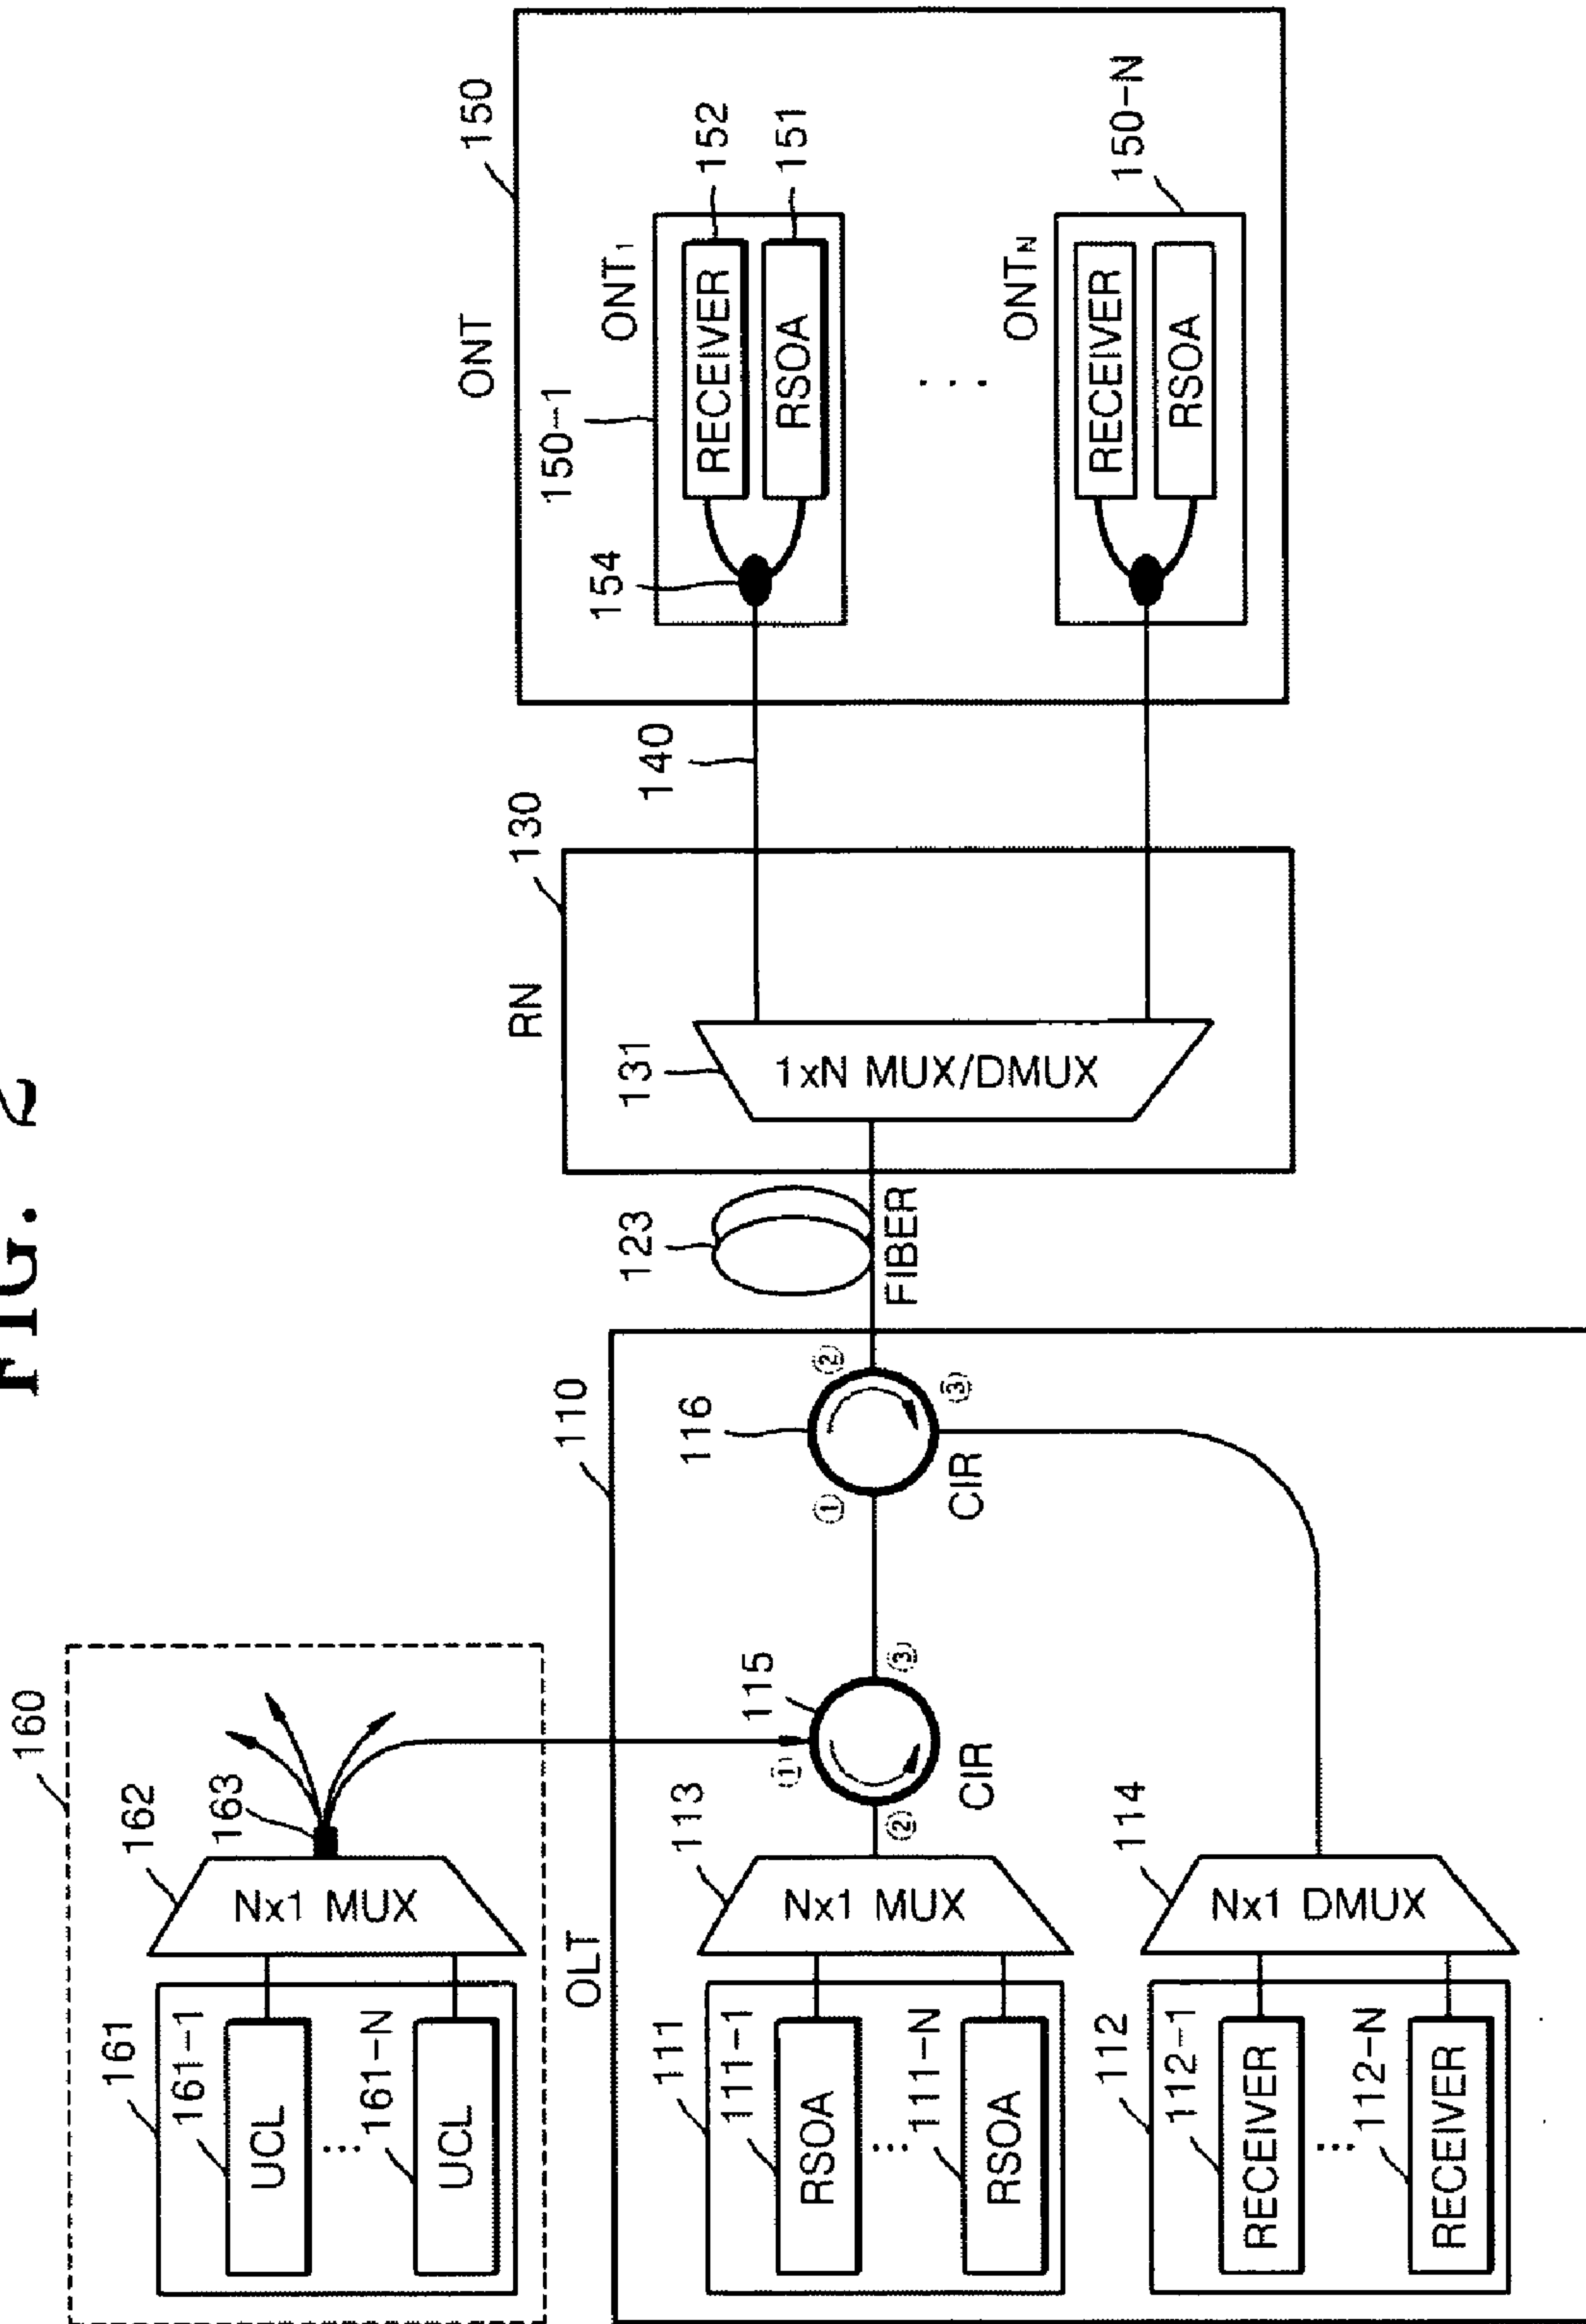 FIG. 2
160
161
161-1
UCL
⋮
161-N
UCL
162
Nx1 MUX
163
OLT
110
111
111-1
RSOA
⋮
111-N
RSOA
113
Nx1 MUX
115
①
②
③
CIR
116
①
②
③
CIR
112
112-1
RECEIVER
⋮
112-N
RECEIVER
114
Nx1 DMUX
123
FIBER
RN
130
131
1xN MUX/DMUX
140
ONT
150
150-1
ONT1
154
RECEIVER
152
RSOA
151
...
ONTN
150-N
RECEIVER
RSOA